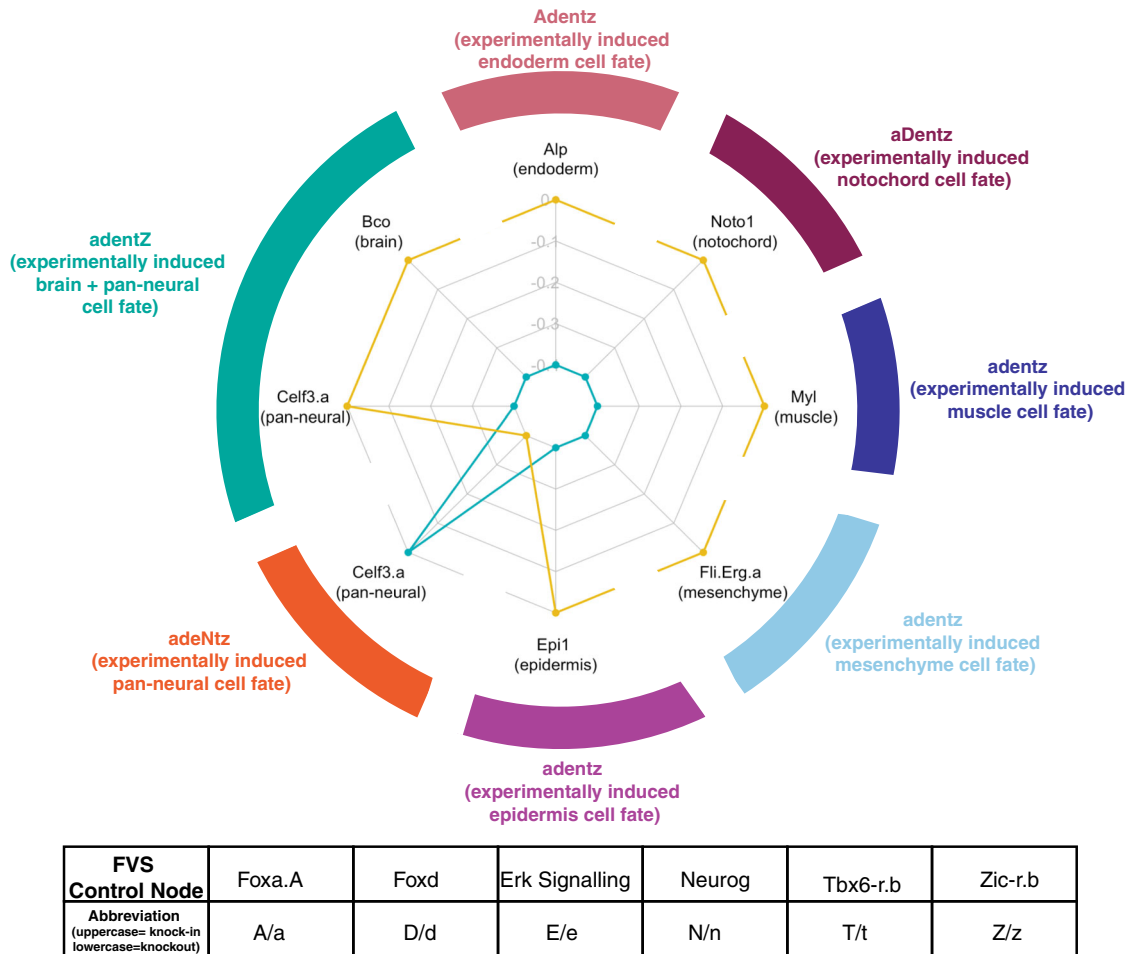 Adentz
(experimentally induced
endoderm cell fate)
aDentz
(experimentally induced
notochord cell fate)
Alp
(endoderm)
Bco
(brain)
Noto1
(notochord)
adentZ
(experimentally induced
brain + pan-neural
cell fate)
0
-0.1
-0.2
-0.3
-0.
Celf3.a
(pan-neural)
Myl
(muscle)
adentz
(experimentally induced
muscle cell fate)
Celf3.a
(pan-neural)
Fli.Erg.a
(mesenchyme)
Epi1
(epidermis)
adeNtz
(experimentally induced
pan-neural cell fate)
adentz
(experimentally induced
mesenchyme cell fate)
adentz
(experimentally induced
epidermis cell fate)
FVS
Control Node
Foxa.A
Foxd
Erk Signalling
Neurog
Tbx6-r.b
Zic-r.b
Abbreviation
(uppercase= knock-in
lowercase=knockout)
A/a
D/d
E/e
N/n
T/t
Z/z